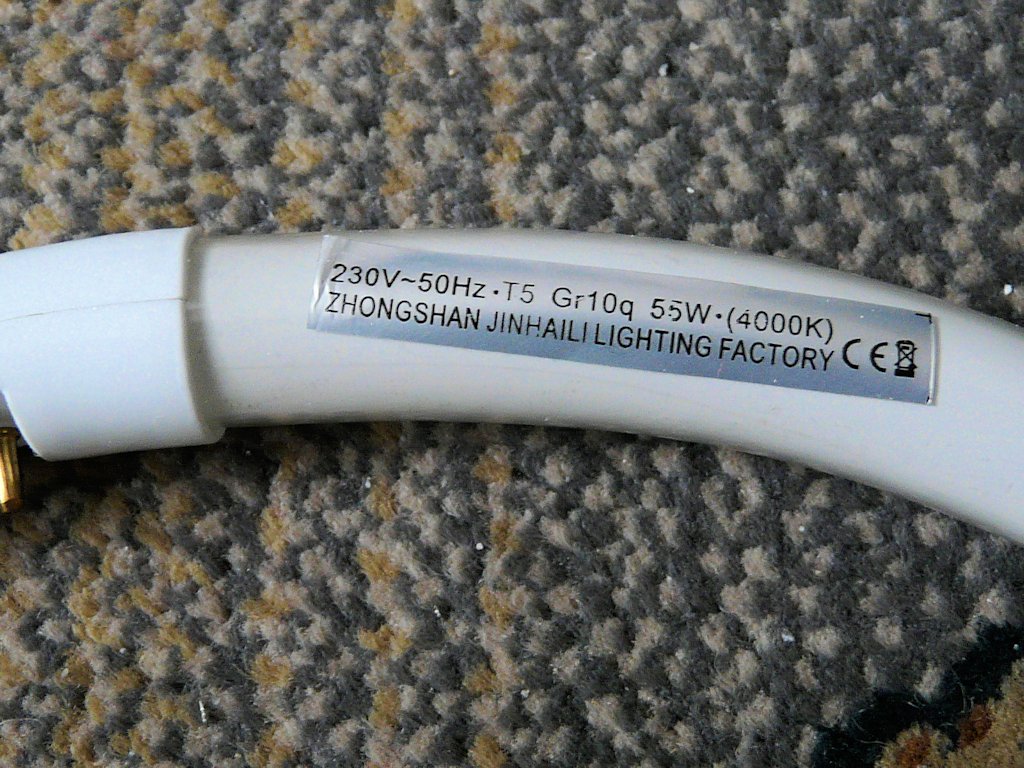 230V~50Hz·T5 Gr10q 55W·(4000K)
ZHONGSHAN JINHAILI LIGHTING FACTORY CE